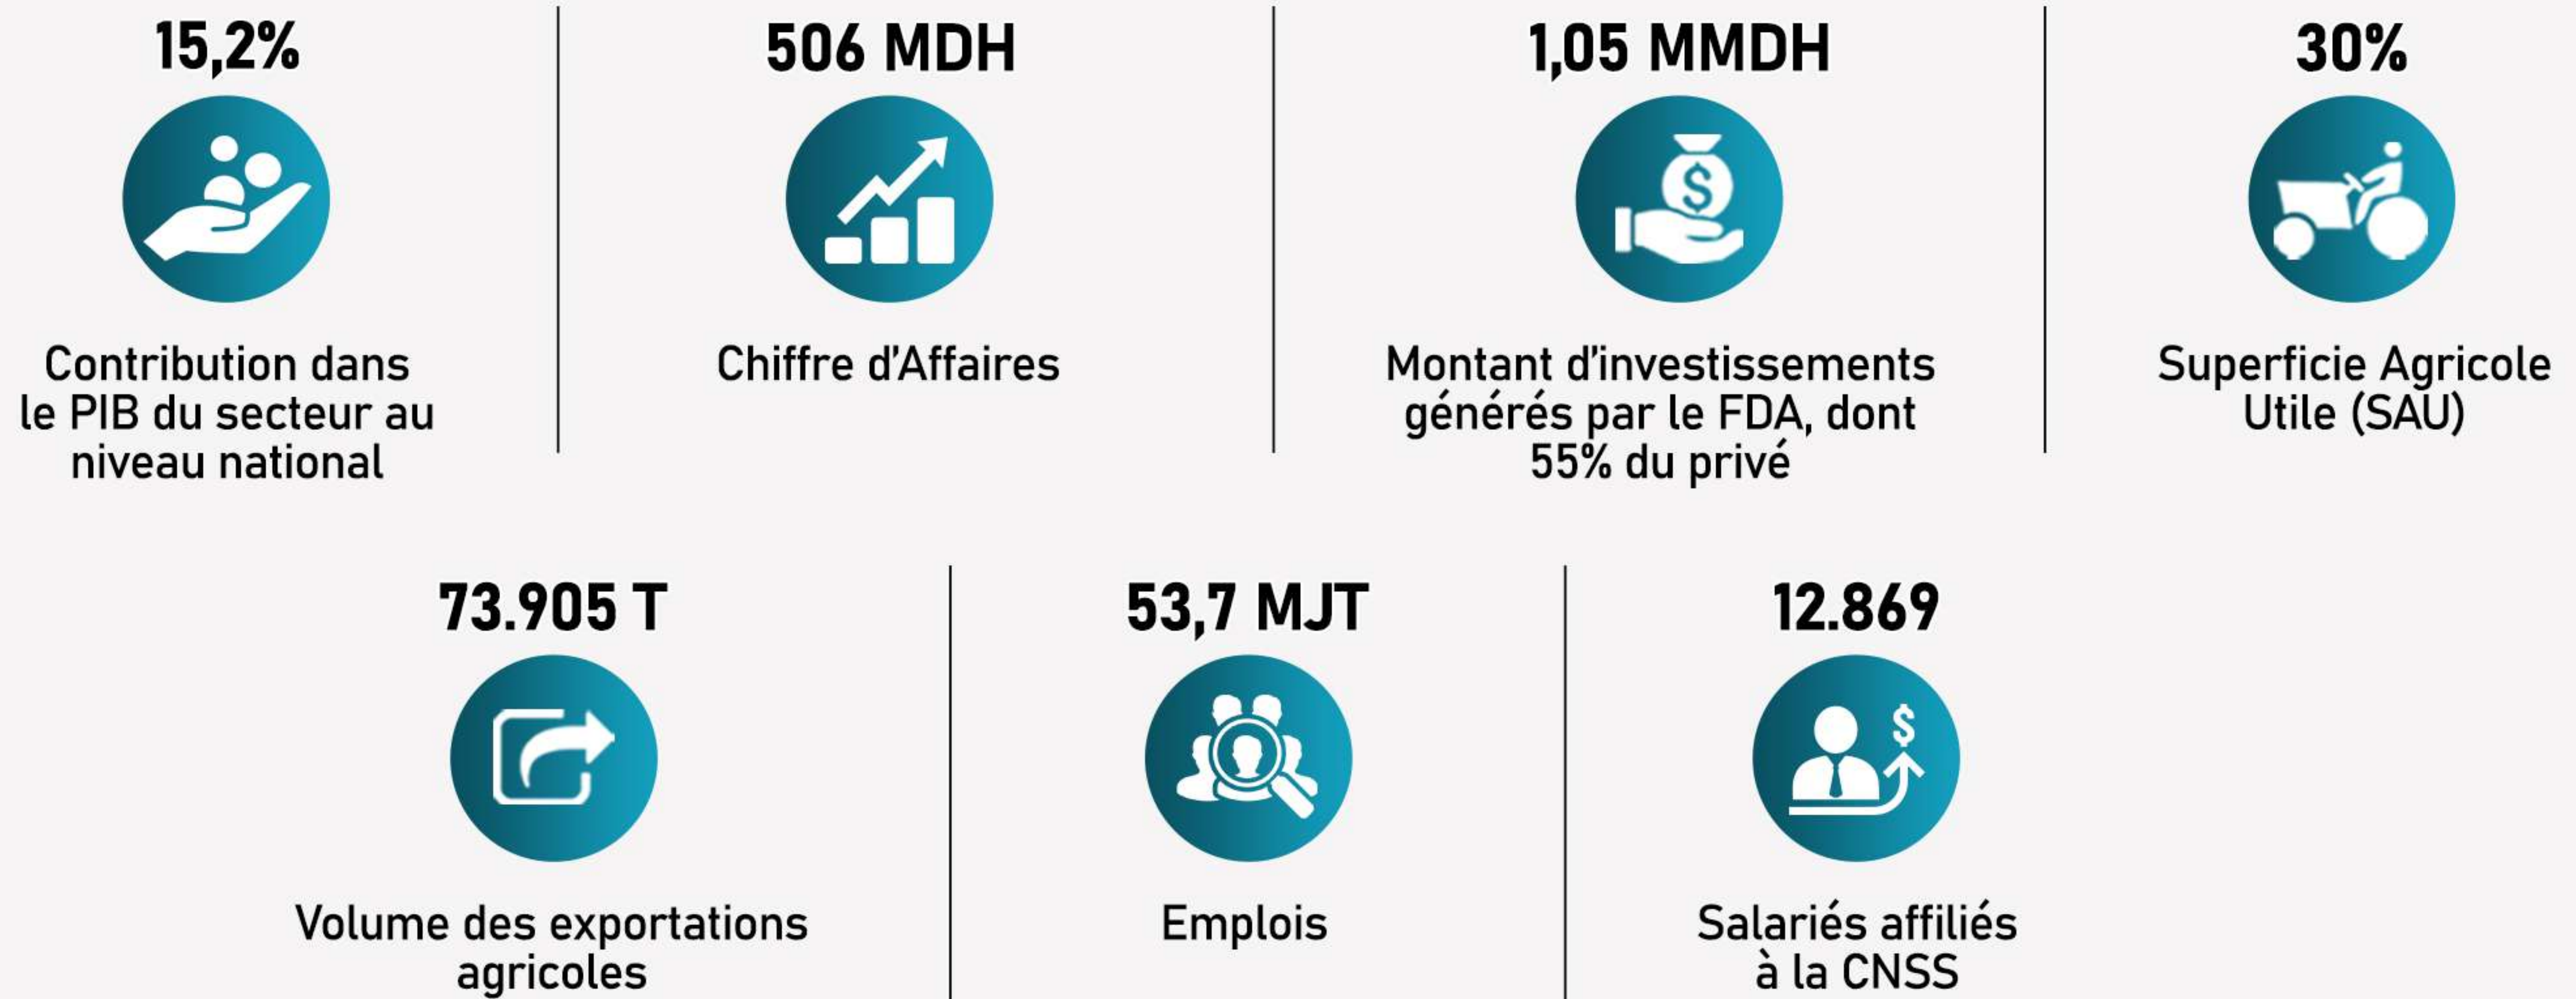 15,2%
Contribution dans
le PIB du secteur au
niveau national
506 MDH
Chiffre d'Affaires
1,05 MMDH
$
Montant d'investissements
générés par le FDA, dont
55% du privé
30%
Superficie Agricole
Utile (SAU)
73.905 T
Volume des exportations
agricoles
53,7 MJT
Emplois
12.869
$
Salariés affiliés
à la CNSS